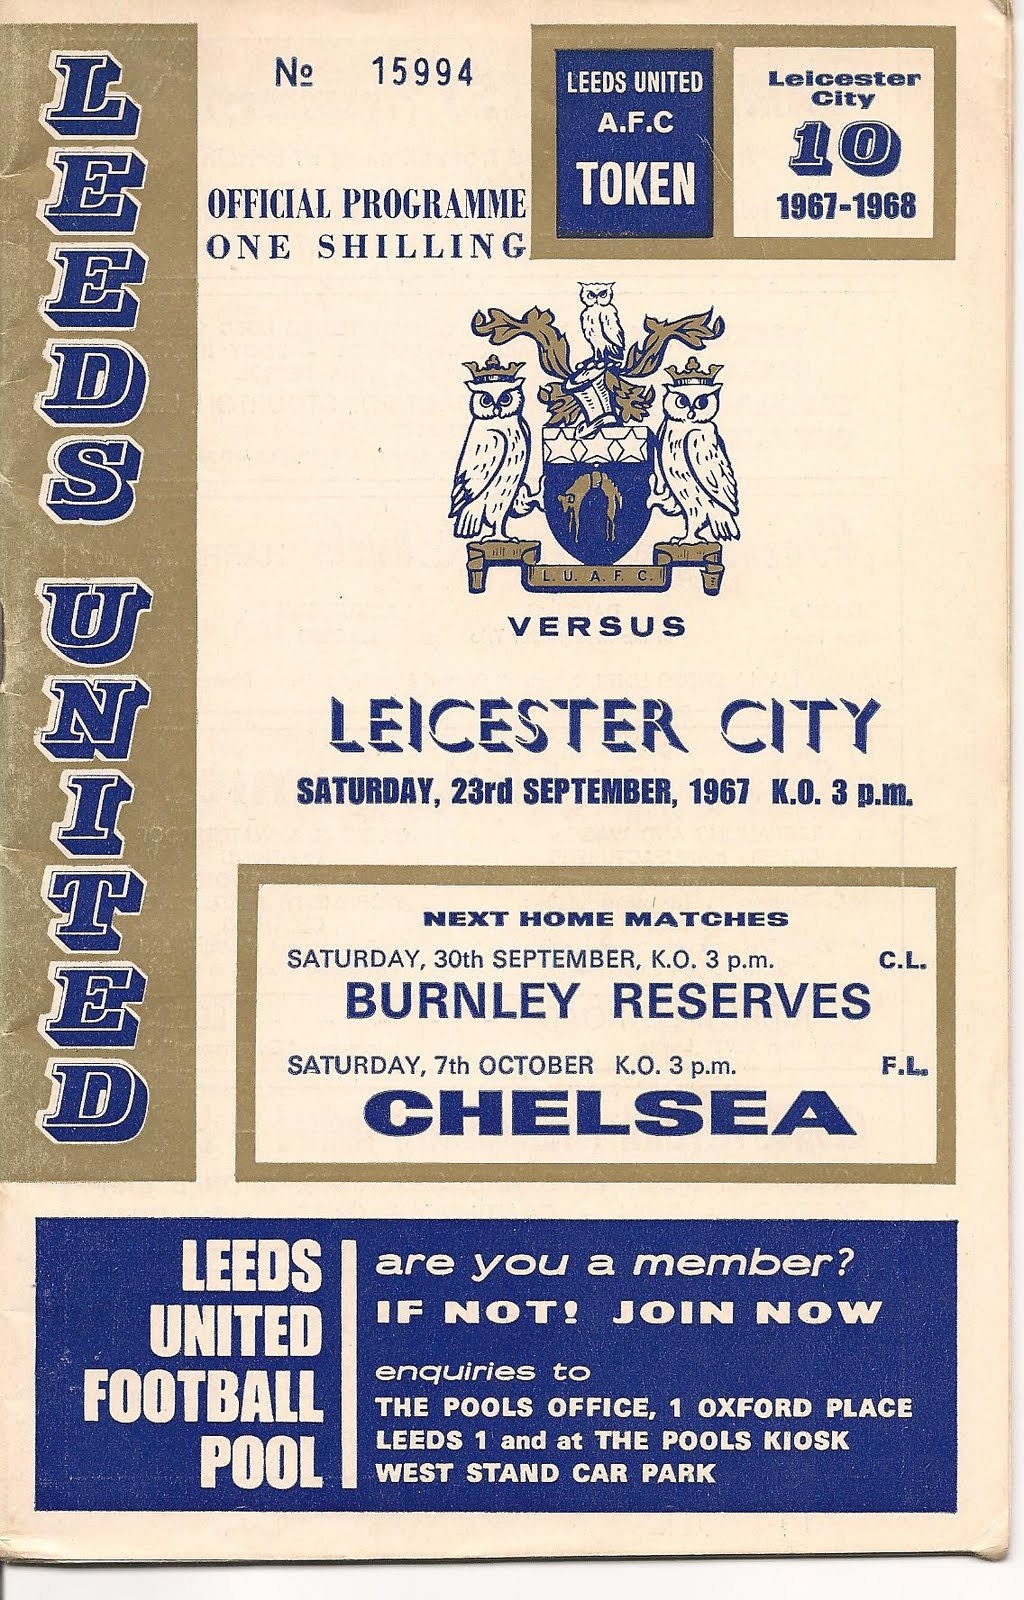 LEEDS UNITED
Nº 15994
OFFICIAL PROGRAMME
ONE SHILLING
LEEDS UNITED
A.F.C
TOKEN
Leicester
City
10
1967-1968
L. U. A. F. C.
VERSUS
LEICESTER CITY
SATURDAY, 23rd SEPTEMBER, 1967 K.O. 3 p.m.
NEXT HOME MATCHES
SATURDAY, 30th SEPTEMBER, K.O. 3 p.m. C.L.
BURNLEY RESERVES
SATURDAY, 7th OCTOBER K.O. 3 p.m. F.L.
CHELSEA
LEEDS
UNITED
FOOTBALL
POOL
are you a member?
IF NOT! JOIN NOW
enquiries to
THE POOLS OFFICE, 1 OXFORD PLACE
LEEDS 1 and at THE POOLS KIOSK
WEST STAND CAR PARK